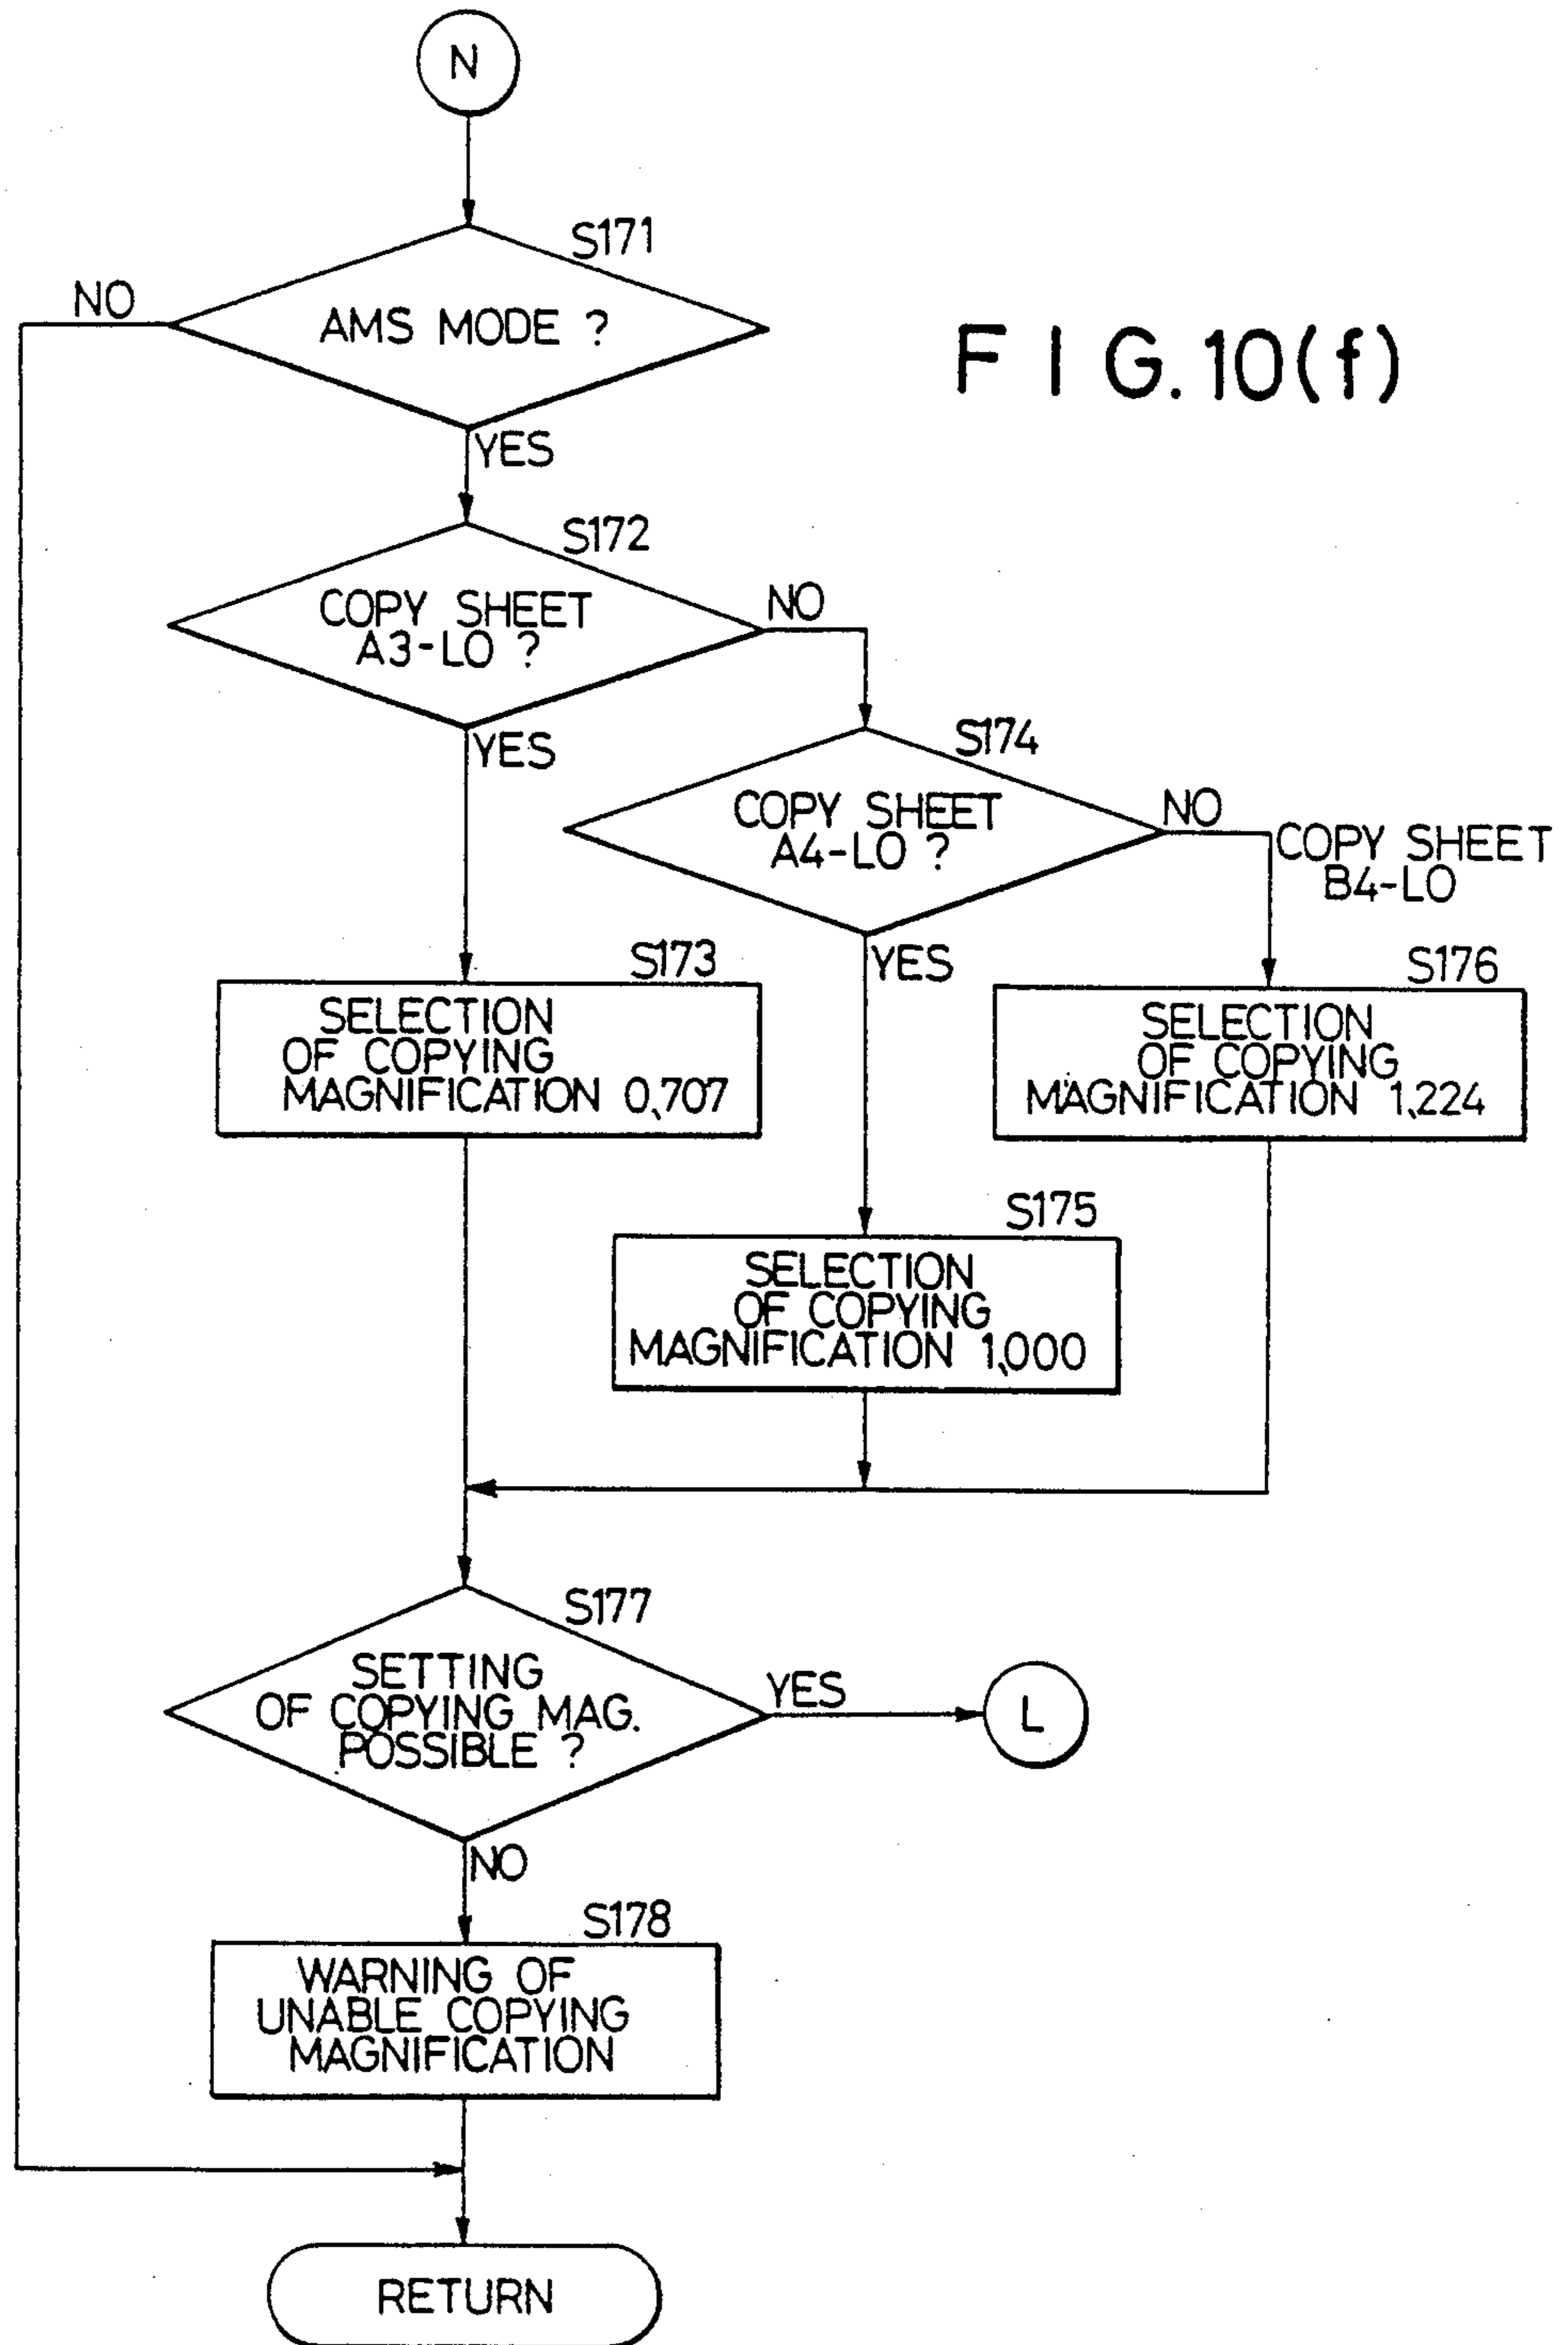 N
S171
NO
AMS MODE ?
F I G.10(f)
YES
S172
COPY SHEET
A3-LO ?
NO
YES
S174
COPY SHEET
A4-LO ?
NO
COPY SHEET
B4-LO
YES
S173
SELECTION
OF COPYING
MAGNIFICATION 0,707
S176
SELECTION
OF COPYING
MAGNIFICATION 1,224
S175
SELECTION
OF COPYING
MAGNIFICATION 1,000
S177
SETTING
OF COPYING MAG.
POSSIBLE ?
YES
L
NO
S178
WARNING OF
UNABLE COPYING
MAGNIFICATION
RETURN